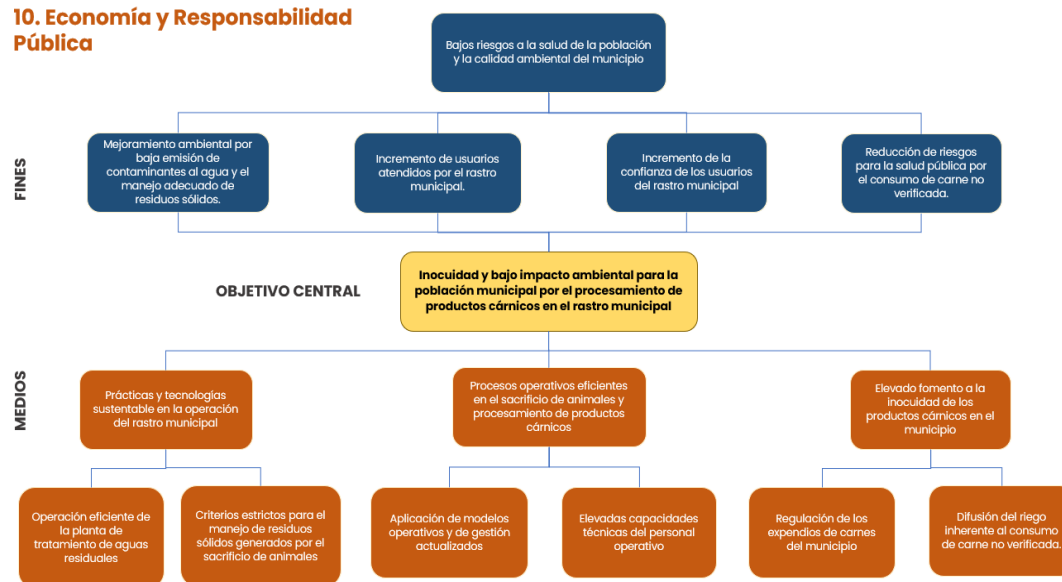 10. Economía y Responsabilidad
Pública
Bajos riesgos a la salud de la población
y la calidad ambiental del municipio
FINES
Mejoramiento ambiental por
baja emisión de
contaminantes al agua y el
manejo adecuado de
residuos sólidos.
Incremento de usuarios
atendidos por el rastro
municipal.
Incremento de la
confianza de los usuarios
del rastro municipal
Reducción de riesgos
para la salud pública por
el consumo de carne no
verificada.
OBJETIVO CENTRAL
Inocuidad y bajo impacto ambiental para la
población municipal por el procesamiento de
productos cárnicos en el rastro municipal
MEDIOS
Prácticas y tecnologías
sustentable en la operación
del rastro municipal
Procesos operativos eficientes
en el sacrificio de animales y
procesamiento de productos
cárnicos
Elevado fomento a la
inocuidad de los
productos cárnicos en el
municipio
Operación eficiente de
la planta de
tratamiento de aguas
residuales
Criterios estrictos para el
manejo de residuos
sólidos generados por el
sacrificio de animales
Aplicación de modelos
operativos y de gestión
actualizados
Elevadas capacidades
técnicas del personal
operativo
Regulación de los
expendios de carnes
del municipio
Difusión del riego
inherente al consumo
de carne no verificada.